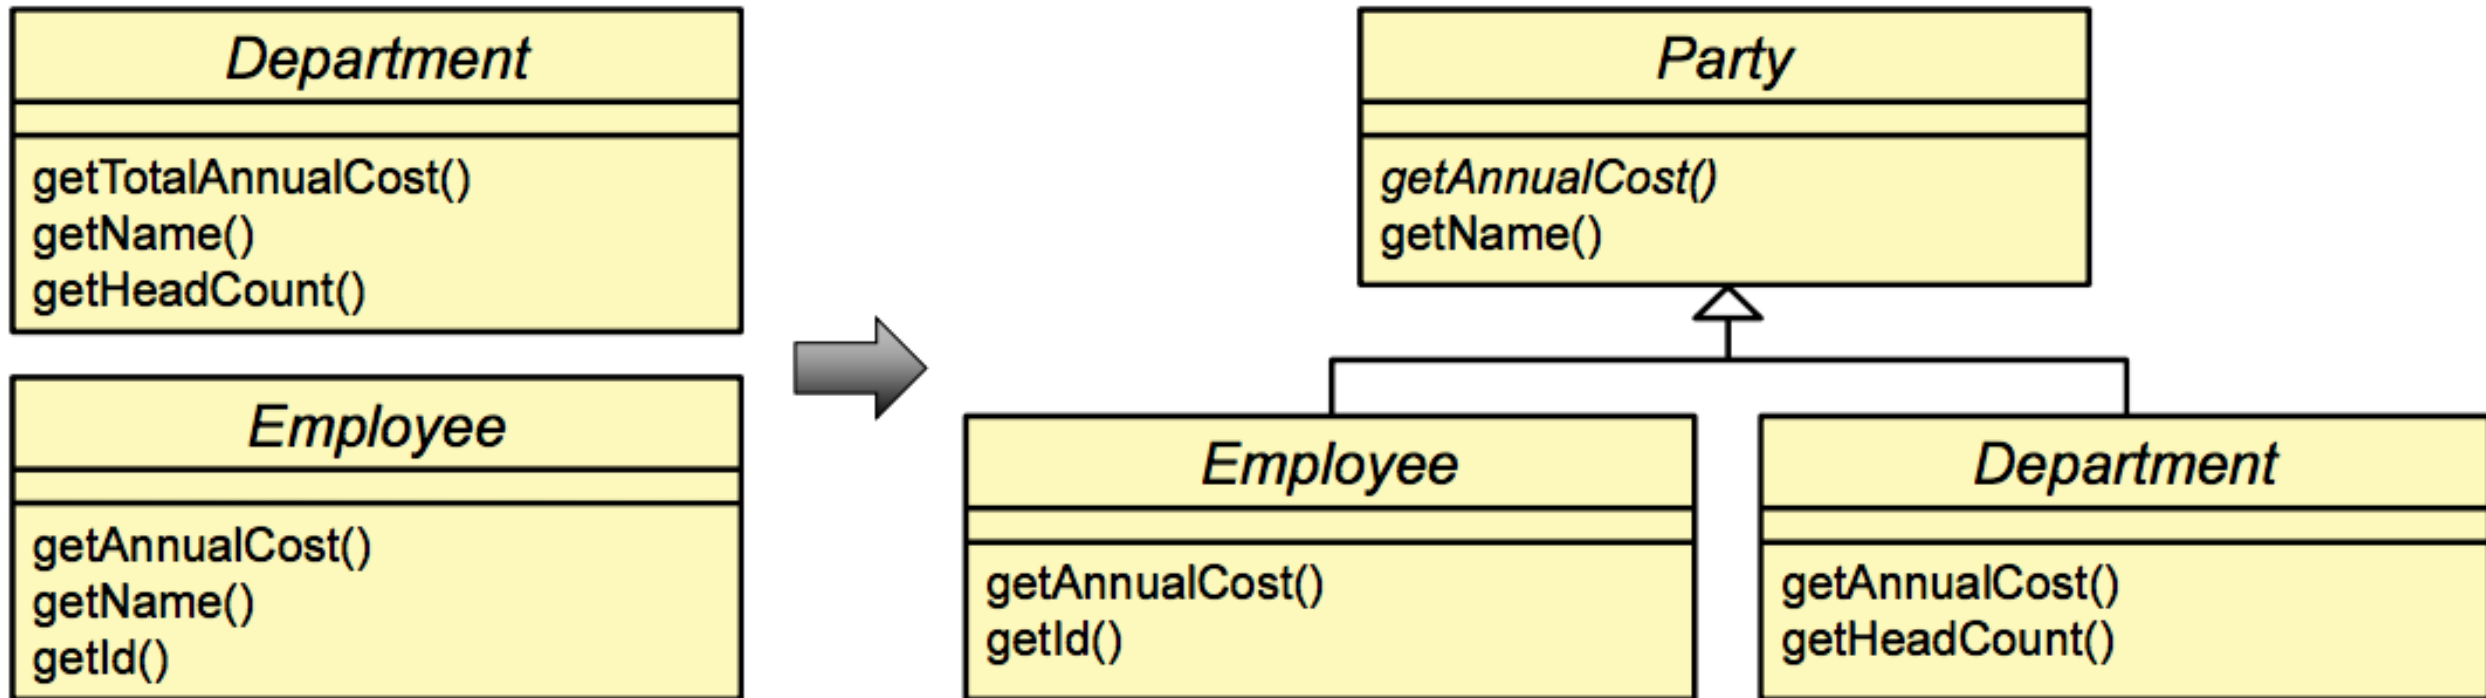 Department
getTotalAnnualCost()
getName()
getHeadCount()
Employee
getAnnualCost()
getName()
getId()
Party
getAnnualCost()
getName()
Employee
getAnnualCost()
getId()
Department
getAnnualCost()
getHeadCount()